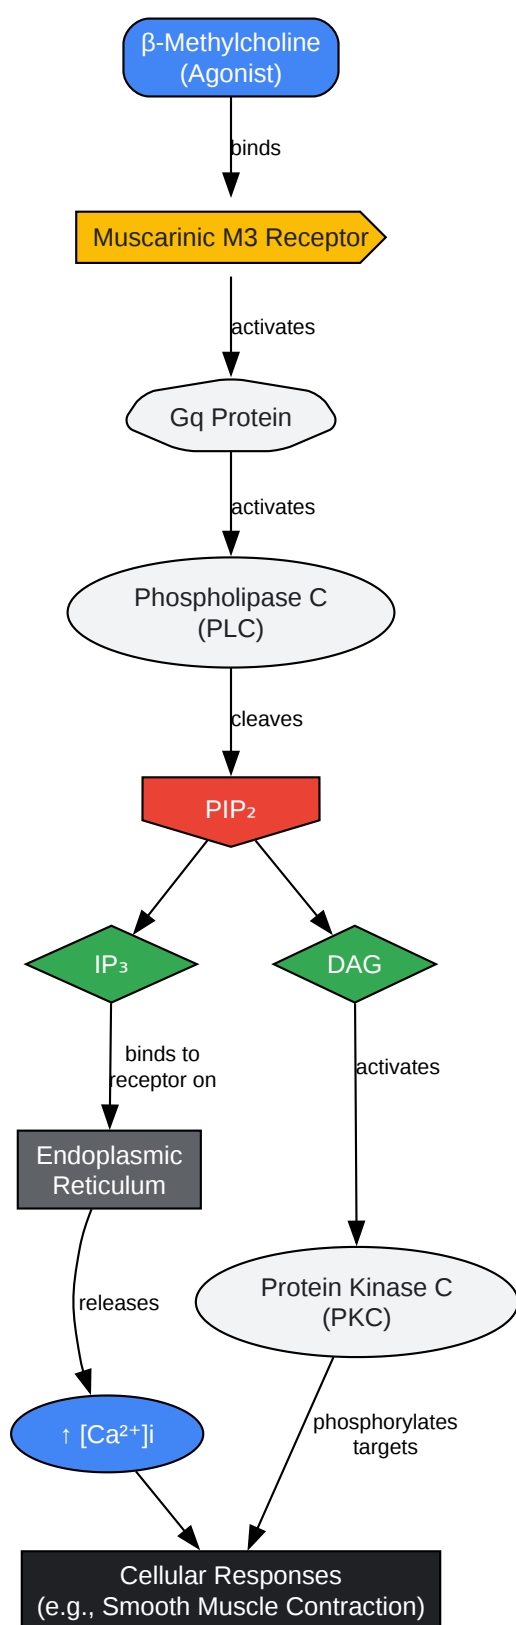 β-Methylcholine
(Agonist)
binds
Muscarinic M3 Receptor
activates
Gq Protein
activates
Phospholipase C
(PLC)
cleaves
PIP₂
IP₃
DAG
binds to
receptor on
activates
Endoplasmic
Reticulum
releases
Protein Kinase C
(PKC)
↑ [Ca²⁺]i
phosphorylates
targets
Cellular Responses
(e.g., Smooth Muscle Contraction)